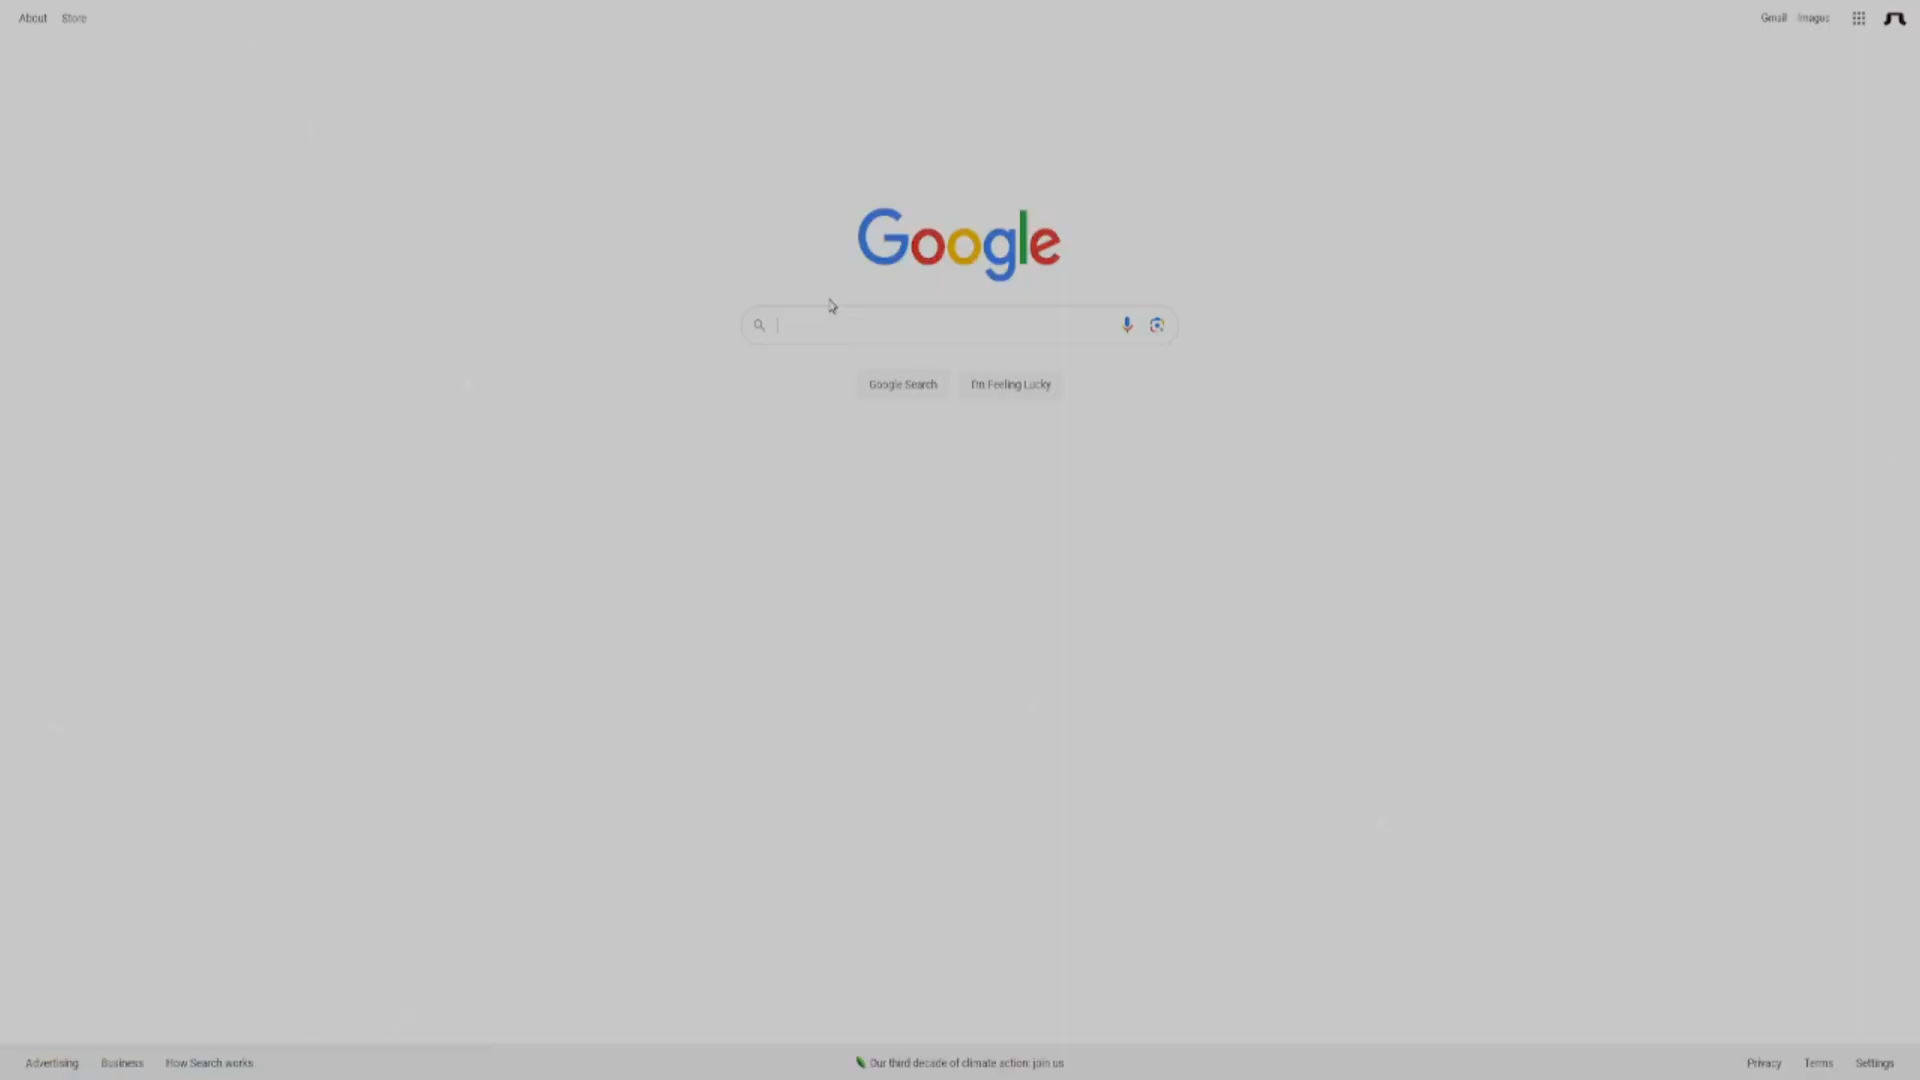 About Store
Gmail Images
Google
Google Search I'm Feeling Lucky
Advertising Business How Search works
Our third decade of climate action: join us
Privacy Terms Settings